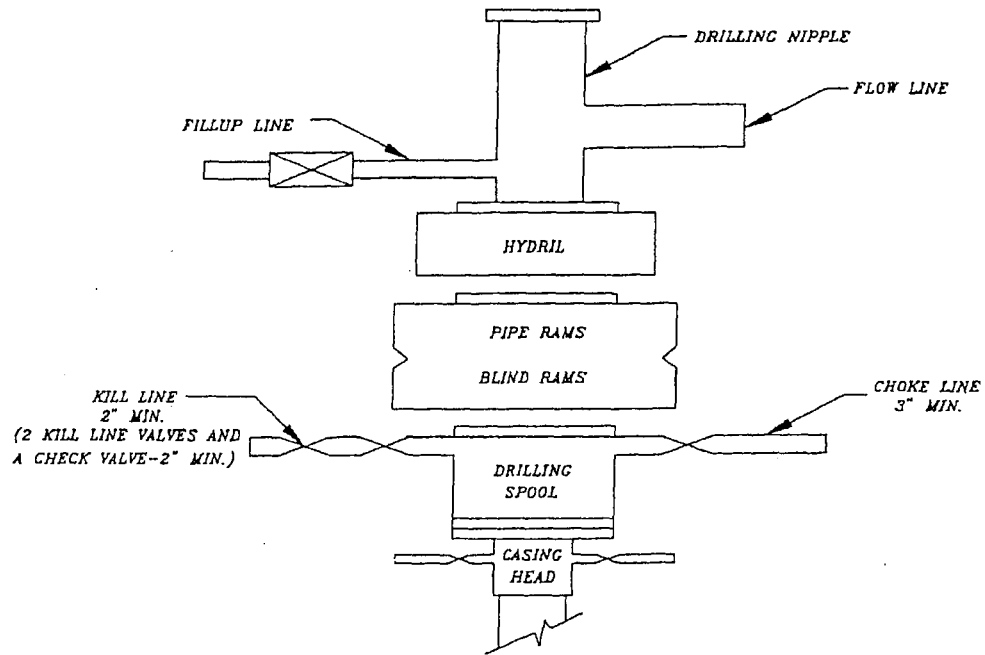 DRILLING NIPPLE
FLOW LINE
FILLUP LINE
HYDRIL
PIPE RAMS
BLIND RAMS
KILL LINE
2" MIN.
(2 KILL LINE VALVES AND
A CHECK VALVE-2" MIN.)
CHOKE LINE
3" MIN.
DRILLING
SPOOL
CASING
HEAD